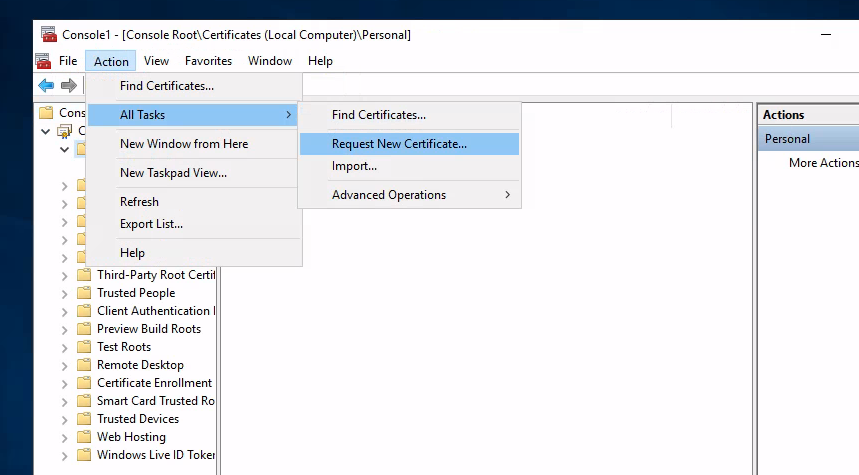 Console1 - [Console Root\Certificates (Local Computer)\Personal]
File Action View Favorites Window Help
Find Certificates...
All Tasks
New Window from Here
New Taskpad View...
Refresh
Export List...
Help
Find Certificates...
Request New Certificate...
Import...
Advanced Operations
Cons
C
Third-Party Root Certif
Trusted People
Client Authentication I
Preview Build Roots
Test Roots
Remote Desktop
Certificate Enrollment
Smart Card Trusted Ro
Trusted Devices
Web Hosting
Windows Live ID Token
Actions
Personal
More Actions